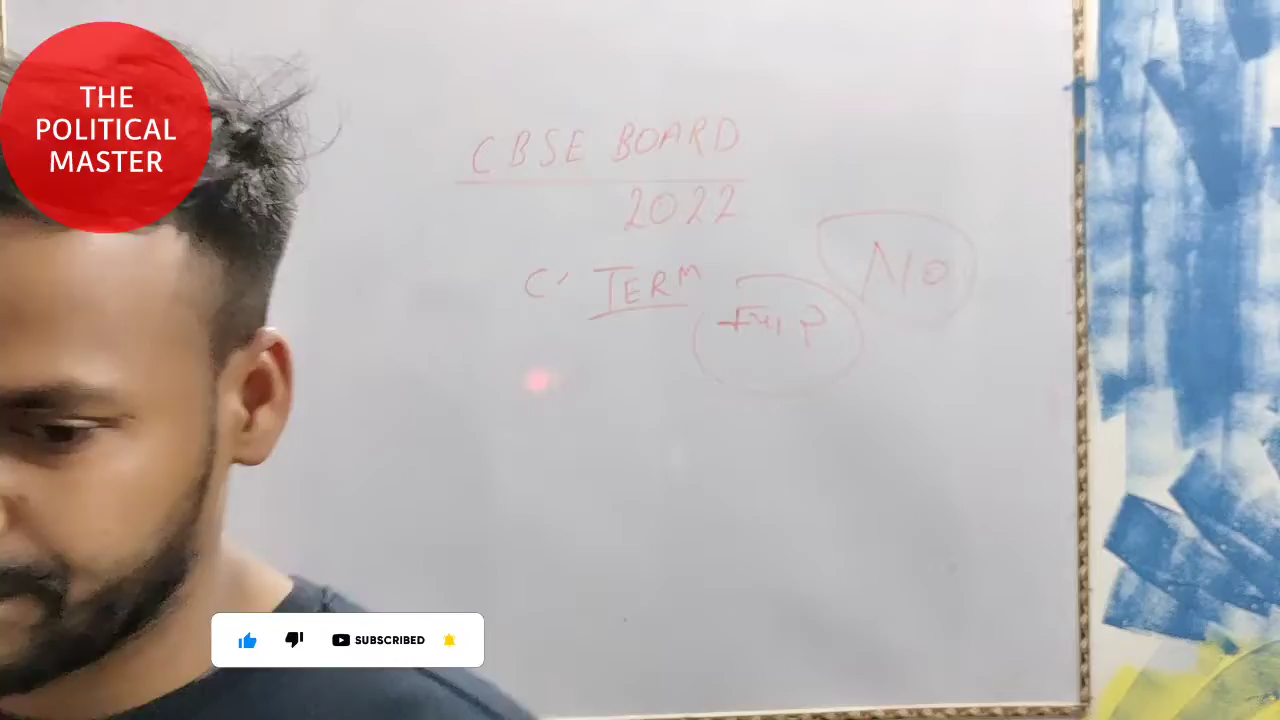 THE
POLITICAL
MASTER
CBSE BOARD
2022
TERM
NO
SUBSCRIBED